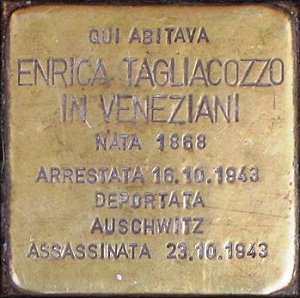 QUI ABITAVA
ENRICA TAGLIACOZZO
IN VENEZIANI
NATA 1868
ARRESTATA 16.10.1943
DEPORTATA
AUSCHWITZ
ASSASSINATA 23.10.1943